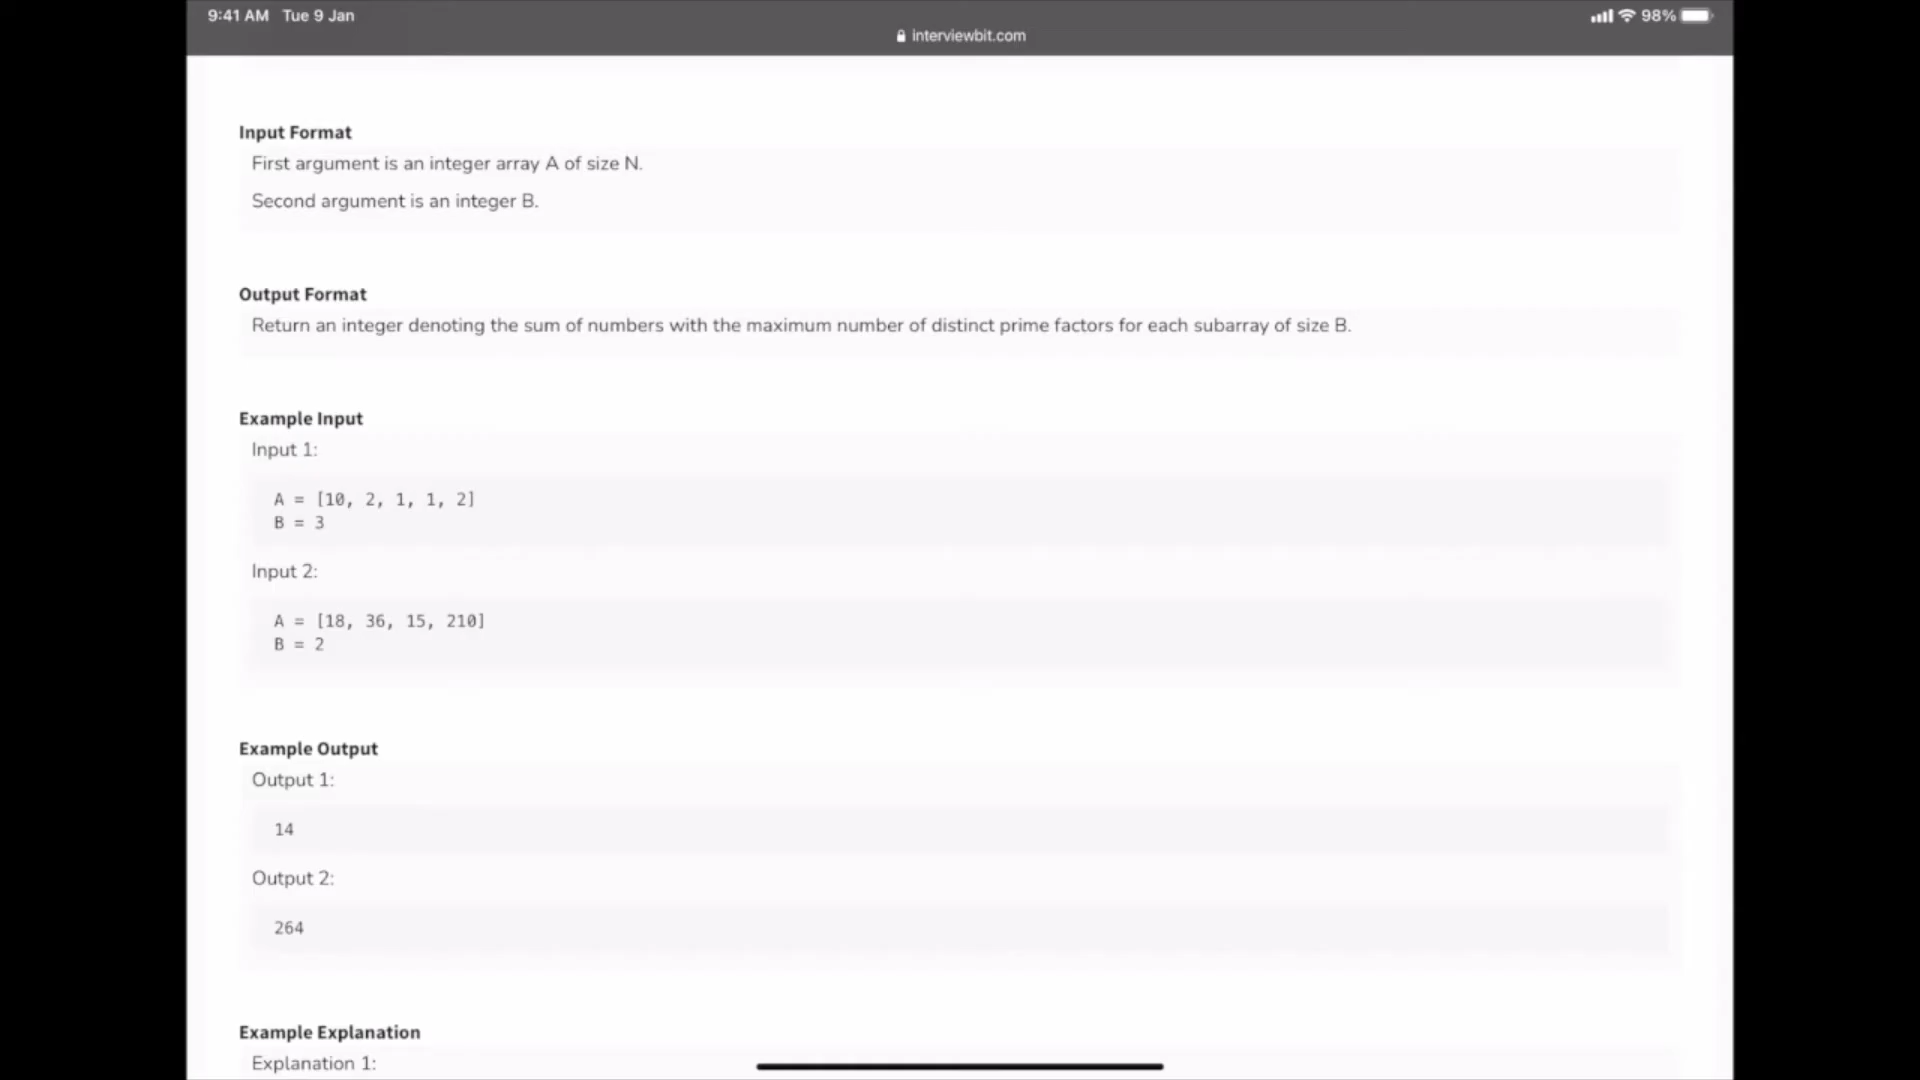 9:41 AM Tue 9 Jan
98%
interviewbit.com
Input Format
First argument is an integer array A of size N.
Second argument is an integer B.
Output Format
Return an integer denoting the sum of numbers with the maximum number of distinct prime factors for each subarray of size B.
Example Input
Input 1:
A = [10, 2, 1, 1, 2]
B = 3
Input 2:
A = [18, 36, 15, 210]
B = 2
Example Output
Output 1:
14
Output 2:
264
Example Explanation
Explanation 1: